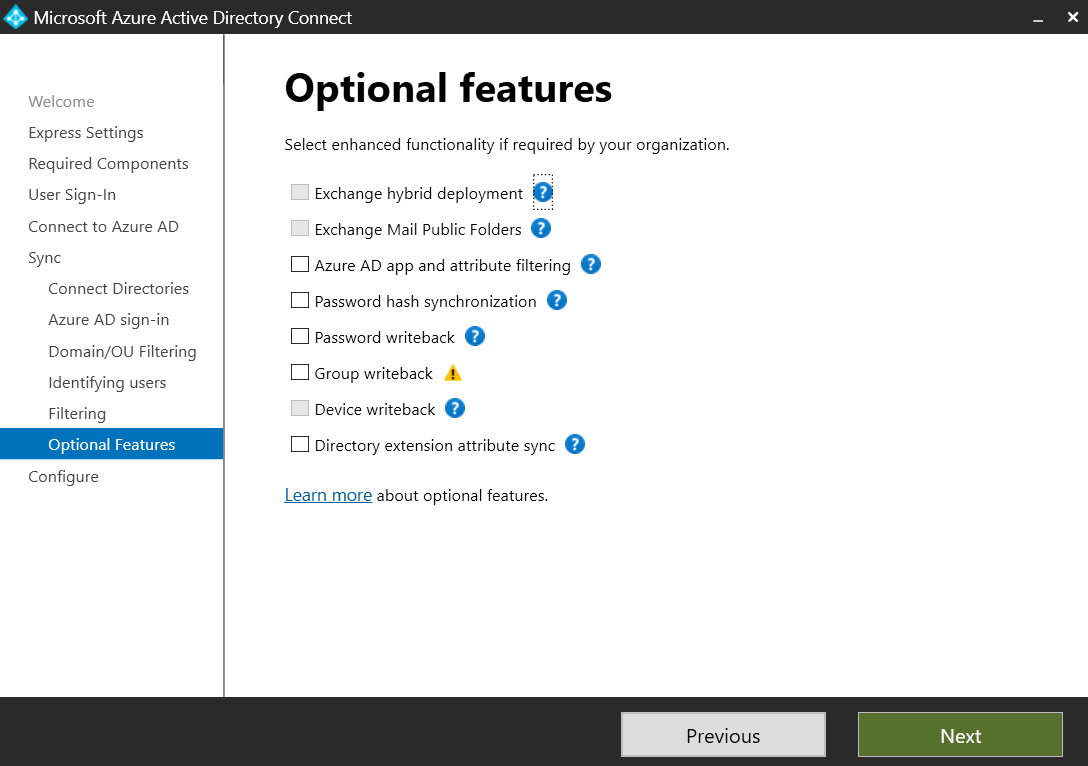 Microsoft Azure Active Directory Connect
Welcome
Express Settings
Required Components
User Sign-In
Connect to Azure AD
Sync
Connect Directories
Azure AD sign-in
Domain/OU Filtering
Identifying users
Filtering
Optional Features
Configure
Optional features
Select enhanced functionality if required by your organization.
Exchange hybrid deployment ?
Exchange Mail Public Folders ?
Azure AD app and attribute filtering ?
Password hash synchronization ?
Password writeback ?
Group writeback !
Device writeback ?
Directory extension attribute sync ?
Learn more about optional features.
Previous
Next